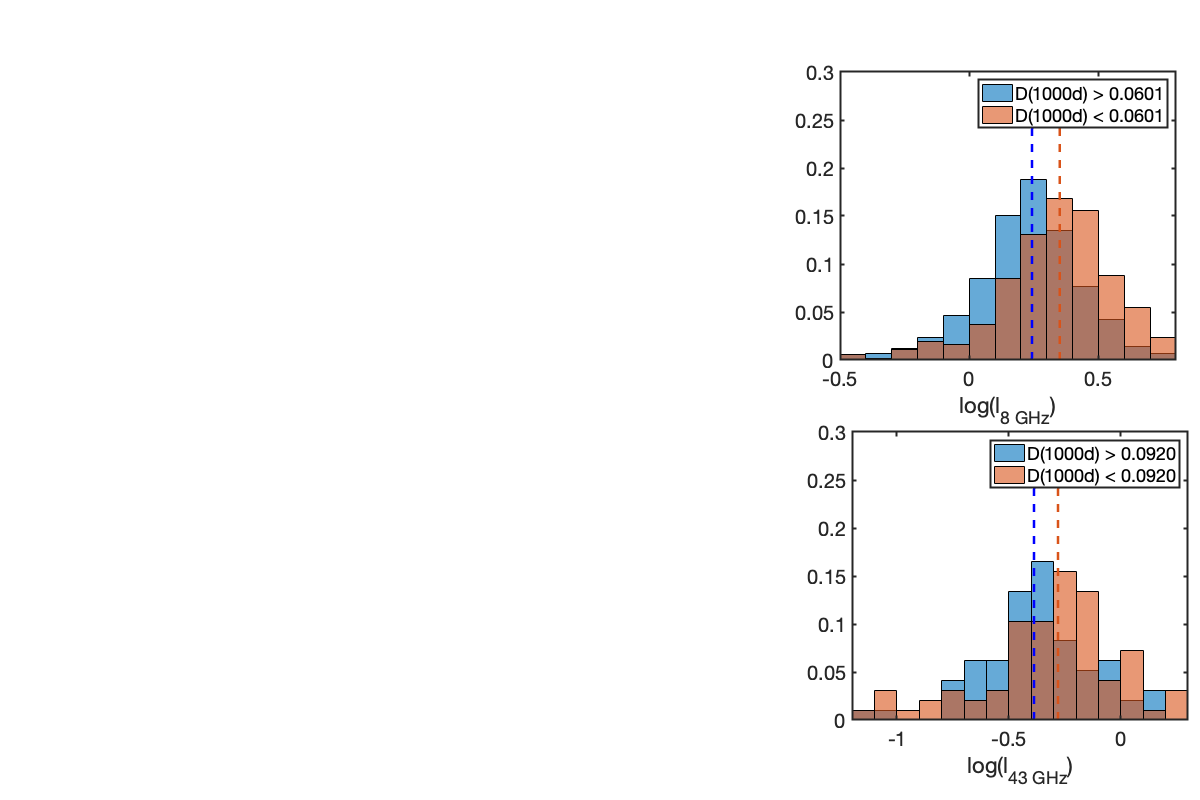 0.3
D(1000d) > 0.0601
D(1000d) < 0.0601
0.25
0.2
0.15
0.1
0.05
0
-0.5 0 0.5
log(l8 GHz)
0.3
D(1000d) > 0.0920
D(1000d) < 0.0920
0.25
0.2
0.15
0.1
0.05
0
-1 -0.5 0
log(l43 GHz)